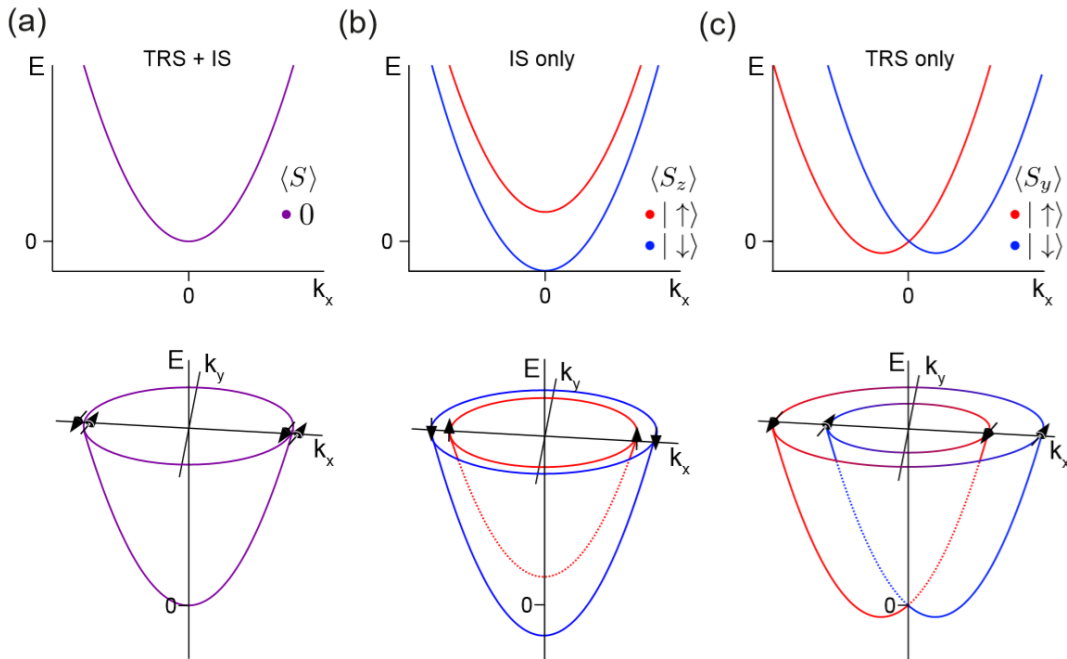 (a)
TRS + IS
E
⟨S⟩
0
0
0
k_x
E
k_y
k_x
0
(b)
IS only
E
⟨S_z⟩
|↑⟩
|↓⟩
0
0
k_x
E
k_y
k_x
0
(c)
TRS only
E
⟨S_y⟩
|↑⟩
|↓⟩
0
0
k_x
E
k_y
k_x
0